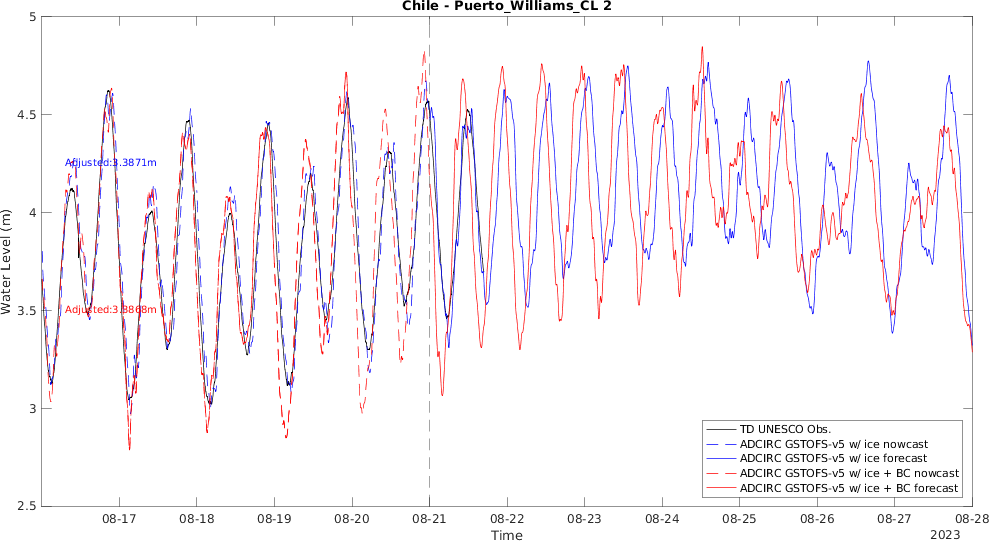 Chile - Puerto_Williams_CL 2
Water Level (m)
5
4.5
4
3.5
3
2.5
Adjusted:3.3871m
Adjusted:3.3868m
TD UNESCO Obs.
ADCIRC GSTOFS-v5 w/ ice nowcast
ADCIRC GSTOFS-v5 w/ ice forecast
ADCIRC GSTOFS-v5 w/ ice + BC nowcast
ADCIRC GSTOFS-v5 w/ ice + BC forecast
08-17 08-18 08-19 08-20 08-21 08-22 08-23 08-24 08-25 08-26 08-27 08-28
Time
2023